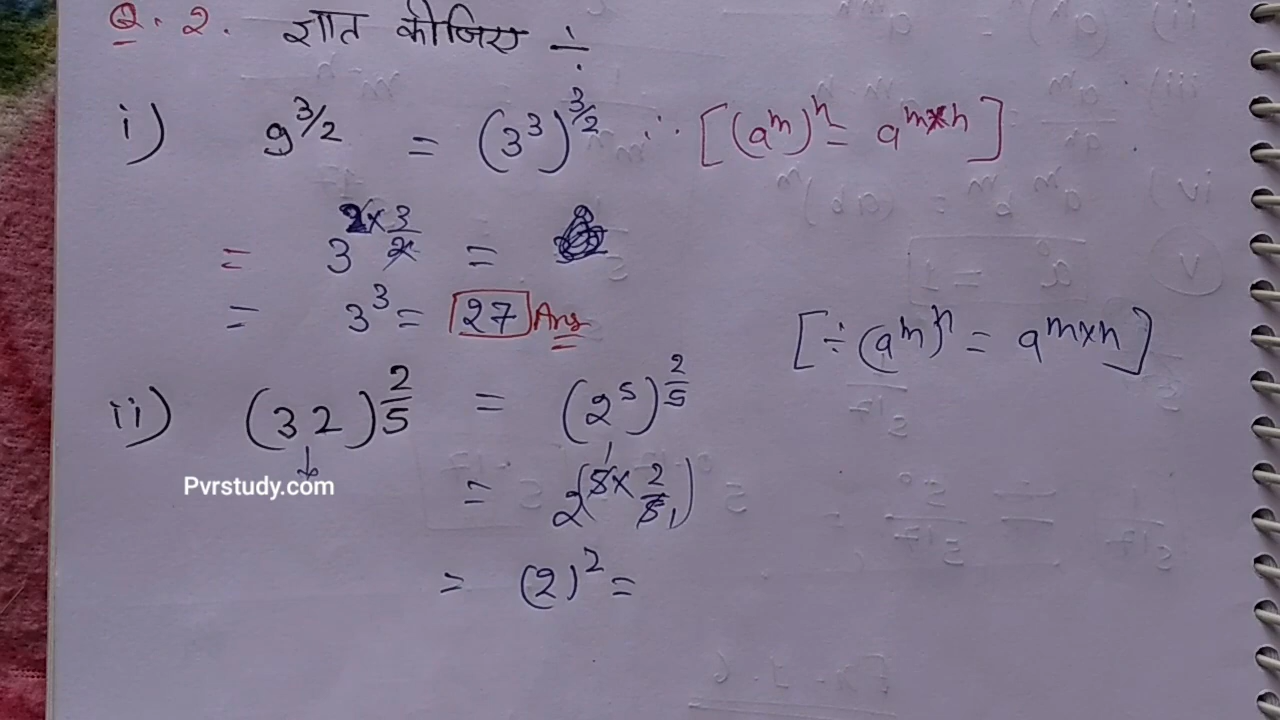 Q. 2. ज्ञात कीजिए ÷
i) 9^3/2 = (3^3)^3/2 ∴ [(a^m)^n = a^m×n]
= 3^2×3/2 =
= 3^3 = 27 Ans
[÷ (a^m)^n = a^m×n]
ii) (32)^2/5 = (2^5)^2/5
Pvrstudy.com
= 2^(5×2/5)
= (2)^2 =